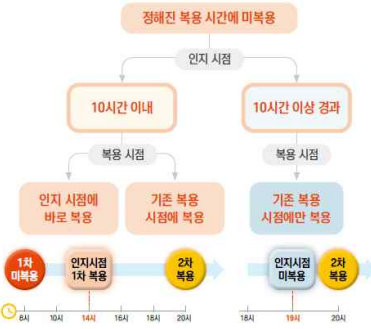 정해진 복용 시간에 미복용
인지 시점
10시간 이내
10시간 이상 경과
복용 시점
복용 시점
인지 시점에
바로 복용
기존 복용
시점에 복용
기존 복용
시점에만 복용
1차
미복용
인지시점
1차 복용
2차
복용
인지시점
미복용
2차
복용
8시 10시 14시 16시 18시 20시
18시 19시 20시